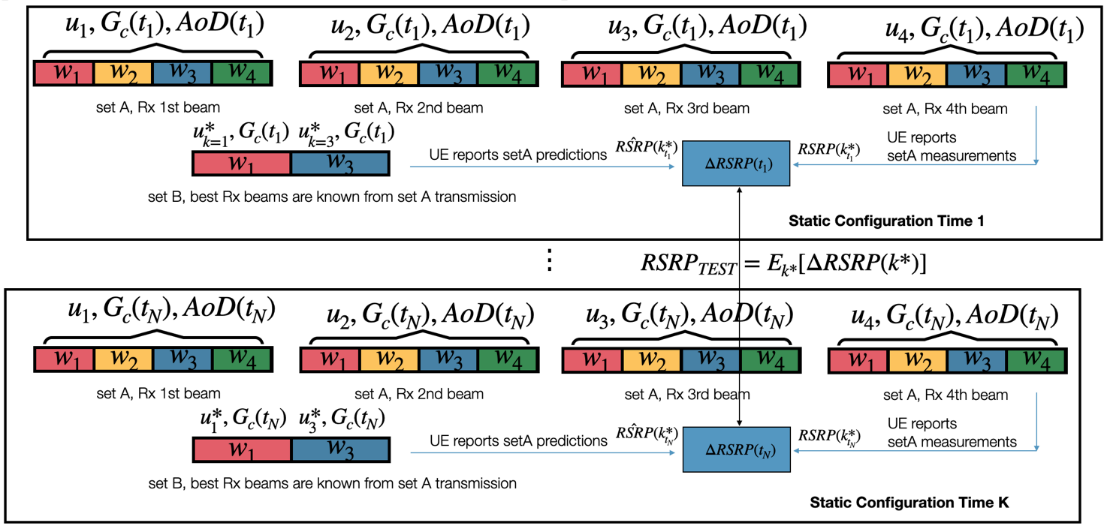 u₁, G_c(t₁), AoD(t₁) u₂, G_c(t₁), AoD(t₁) u₃, G_c(t₁), AoD(t₁) u₄, G_c(t₁), AoD(t₁)
w₁ w₂ w₃ w₄ w₁ w₂ w₃ w₄ w₁ w₂ w₃ w₄ w₁ w₂ w₃ w₄
set A, Rx 1st beam set A, Rx 2nd beam set A, Rx 3rd beam set A, Rx 4th beam
u*ₖ₌₁, G_c(t₁) u*ₖ₌₃, G_c(t₁)
w₁ w₃
UE reports setA predictions
RSR̂P(k*_{t₁})
ΔRSRP(t₁)
RSRP(k*_{t₁})
UE reports
setA measurements
set B, best Rx beams are known from set A transmission
Static Configuration Time 1
⋮
RSRP_{TEST} = E_{k*}[ΔRSRP(k*)]
u₁, G_c(t_N), AoD(t_N) u₂, G_c(t_N), AoD(t_N) u₃, G_c(t_N), AoD(t_N) u₄, G_c(t_N), AoD(t_N)
w₁ w₂ w₃ w₄ w₁ w₂ w₃ w₄ w₁ w₂ w₃ w₄ w₁ w₂ w₃ w₄
set A, Rx 1st beam set A, Rx 2nd beam set A, Rx 3rd beam set A, Rx 4th beam
u*₁, G_c(t_N) u*₃, G_c(t_N)
w₁ w₃
UE reports setA predictions
RSR̂P(k*_{t_N})
ΔRSRP(t_N)
RSRP(k*_{t_N})
UE reports
setA measurements
set B, best Rx beams are known from set A transmission
Static Configuration Time K